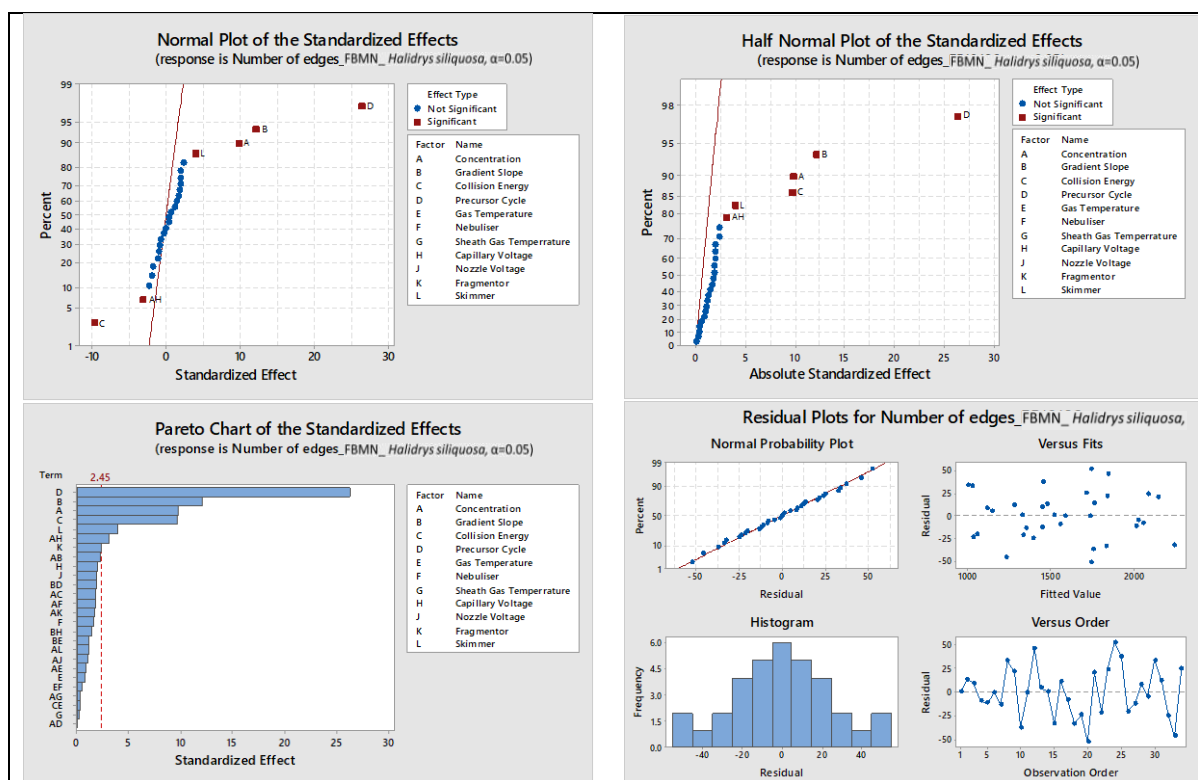 Normal Plot of the Standardized Effects
(response is Number of edges_FBMN_ Halidrys siliquosa, α=0.05)
99
95
90
80
70
60
50
40
30
20
10
5
1
Percent
D
B
A
L
AH
C
-10 0 10 20 30
Standardized Effect
Effect Type
Not Significant
Significant
Factor Name
A Concentration
B Gradient Slope
C Collision Energy
D Precursor Cycle
E Gas Temperature
F Nebuliser
G Sheath Gas Temperrature
H Capillary Voltage
J Nozzle Voltage
K Fragmentor
L Skimmer
Half Normal Plot of the Standardized Effects
(response is Number of edges_FBMN_ Halidrys siliquosa, α=0.05)
98
95
90
85
80
70
60
50
40
30
20
10
0
Percent
D
B
A
C
L
AH
0 5 10 15 20 25 30
Absolute Standardized Effect
Effect Type
Not Significant
Significant
Factor Name
A Concentration
B Gradient Slope
C Collision Energy
D Precursor Cycle
E Gas Temperature
F Nebuliser
G Sheath Gas Temperrature
H Capillary Voltage
J Nozzle Voltage
K Fragmentor
L Skimmer
Pareto Chart of the Standardized Effects
(response is Number of edges_FBMN_ Halidrys siliquosa, α=0.05)
Term
2.45
D
B
A
C
L
AH
K
AB
H
J
BD
AC
AF
AK
F
BH
BE
AL
AJ
AE
E
EF
AG
CE
G
AD
0 5 10 15 20 25 30
Standardized Effect
Factor Name
A Concentration
B Gradient Slope
C Collision Energy
D Precursor Cycle
E Gas Temperature
F Nebuliser
G Sheath Gas Temperrature
H Capillary Voltage
J Nozzle Voltage
K Fragmentor
L Skimmer
Residual Plots for Number of edges_FBMN_ Halidrys siliquosa,
Normal Probability Plot
99
90
50
10
1
Percent
-50 -25 0 25 50
Residual
Versus Fits
50
25
0
-25
-50
Residual
1000 1500 2000
Fitted Value
Histogram
6.0
4.5
3.0
1.5
0.0
Frequency
-40 -20 0 20 40
Residual
Versus Order
50
25
0
-25
-50
Residual
1 5 10 15 20 25 30
Observation Order